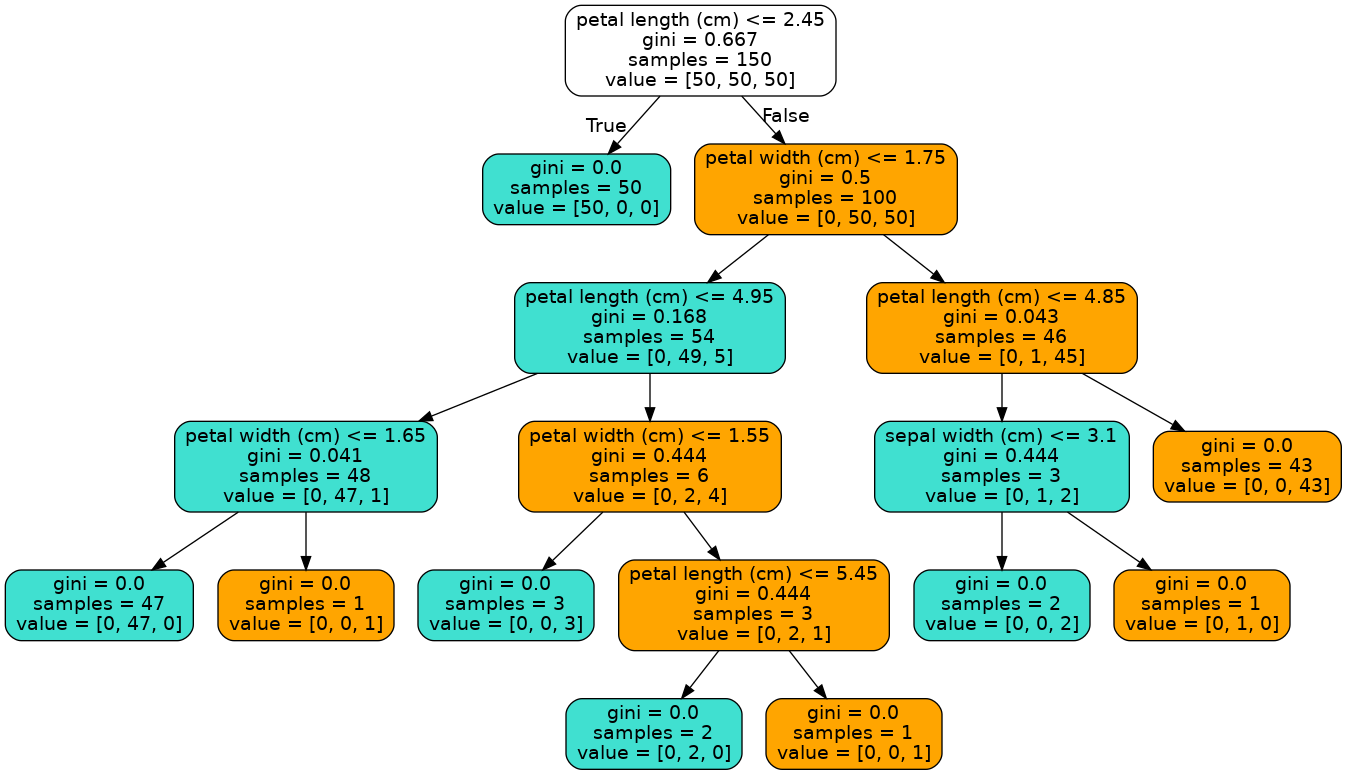 petal length (cm) <= 2.45
gini = 0.667
samples = 150
value = [50, 50, 50]
True
False
gini = 0.0
samples = 50
value = [50, 0, 0]
petal width (cm) <= 1.75
gini = 0.5
samples = 100
value = [0, 50, 50]
petal length (cm) <= 4.95
gini = 0.168
samples = 54
value = [0, 49, 5]
petal length (cm) <= 4.85
gini = 0.043
samples = 46
value = [0, 1, 45]
petal width (cm) <= 1.65
gini = 0.041
samples = 48
value = [0, 47, 1]
petal width (cm) <= 1.55
gini = 0.444
samples = 6
value = [0, 2, 4]
sepal width (cm) <= 3.1
gini = 0.444
samples = 3
value = [0, 1, 2]
gini = 0.0
samples = 43
value = [0, 0, 43]
gini = 0.0
samples = 47
value = [0, 47, 0]
gini = 0.0
samples = 1
value = [0, 0, 1]
gini = 0.0
samples = 3
value = [0, 0, 3]
petal length (cm) <= 5.45
gini = 0.444
samples = 3
value = [0, 2, 1]
gini = 0.0
samples = 2
value = [0, 0, 2]
gini = 0.0
samples = 1
value = [0, 1, 0]
gini = 0.0
samples = 2
value = [0, 2, 0]
gini = 0.0
samples = 1
value = [0, 0, 1]